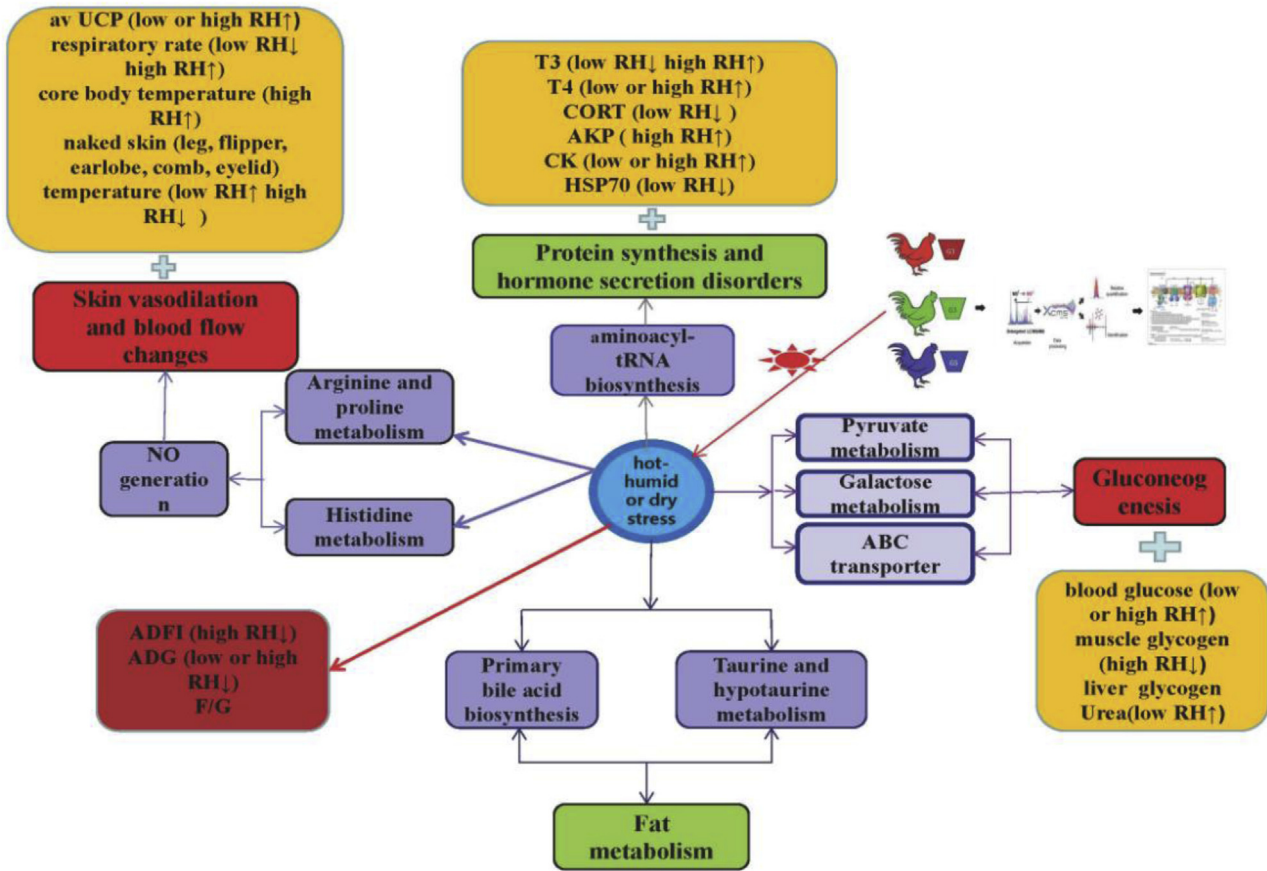 av UCP (low or high RH↑)
respiratory rate (low RH↓
high RH↑)
core body temperature (high
RH↑)
naked skin (leg, flipper,
earlobe, comb, eyelid)
temperature (low RH↑ high
RH↓ )
Skin vasodilation
and blood flow
changes
NO
generatio
n
Arginine and
proline
metabolism
Histidine
metabolism
T3 (low RH↓ high RH↑)
T4 (low or high RH↑)
CORT (low RH↓ )
AKP ( high RH↑)
CK (low or high RH↑)
HSP70 (low RH↓)
Protein synthesis and
hormone secretion disorders
aminoacyl-
tRNA
biosynthesis
hot-
humid
or dry
stress
XCMS
Pyruvate
metabolism
Galactose
metabolism
ABC
transporter
Gluconeog
enesis
blood glucose (low
or high RH↑)
muscle glycogen
(high RH↓)
liver glycogen
Urea(low RH↑)
ADFI (high RH↓)
ADG (low or high
RH↓)
F/G
Primary
bile acid
biosynthesis
Taurine and
hypotaurine
metabolism
Fat
metabolism